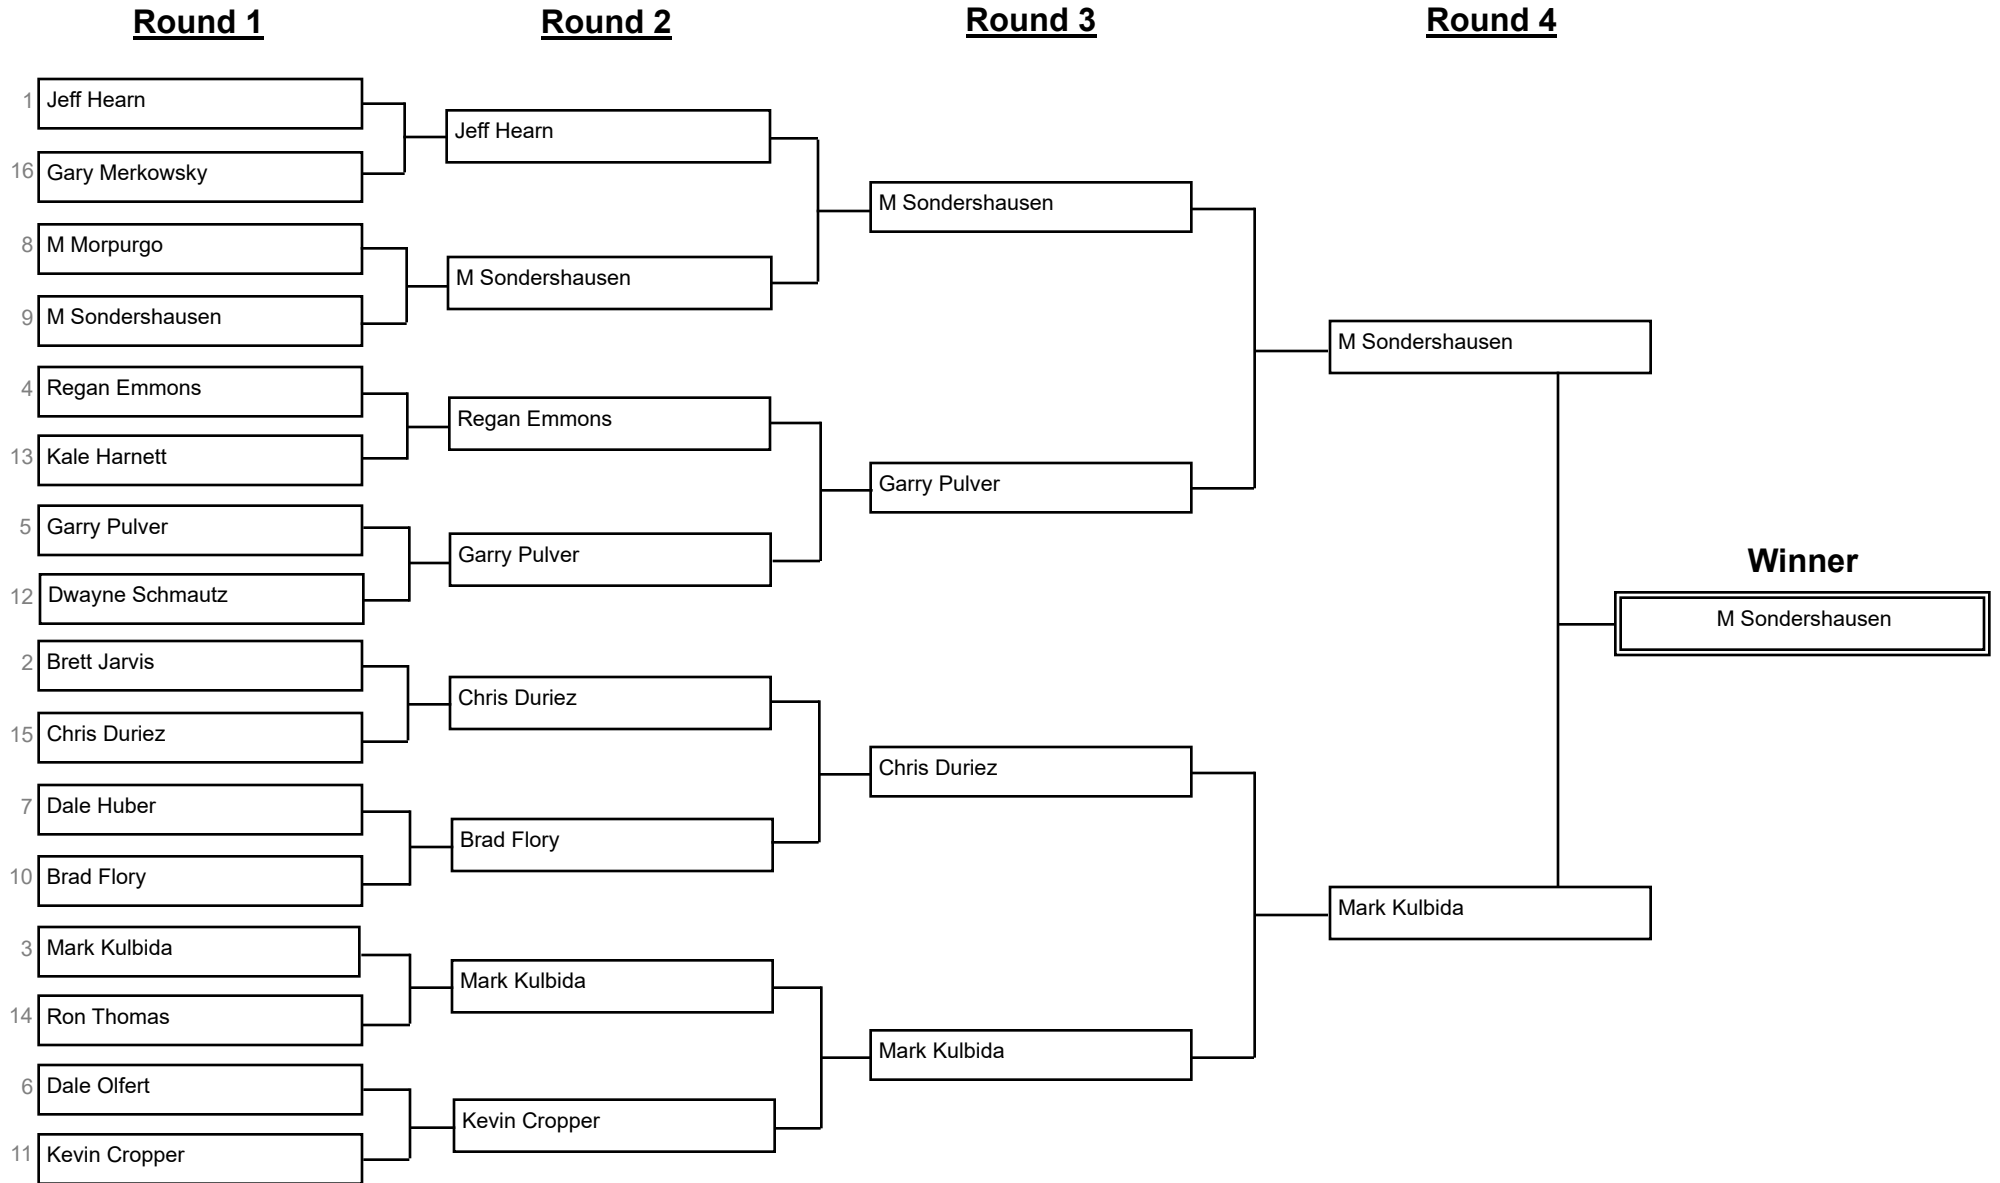 Round 1
Round 2
Round 3
Round 4
1 Jeff Hearn
16 Gary Merkowsky
8 M Morpurgo
9 M Sondershausen
4 Regan Emmons
13 Kale Harnett
5 Garry Pulver
12 Dwayne Schmautz
2 Brett Jarvis
15 Chris Duriez
7 Dale Huber
10 Brad Flory
3 Mark Kulbida
14 Ron Thomas
6 Dale Olfert
11 Kevin Cropper
Jeff Hearn
M Sondershausen
Regan Emmons
Garry Pulver
Chris Duriez
Brad Flory
Mark Kulbida
Kevin Cropper
M Sondershausen
Garry Pulver
Chris Duriez
Mark Kulbida
M Sondershausen
Mark Kulbida
Winner
M Sondershausen